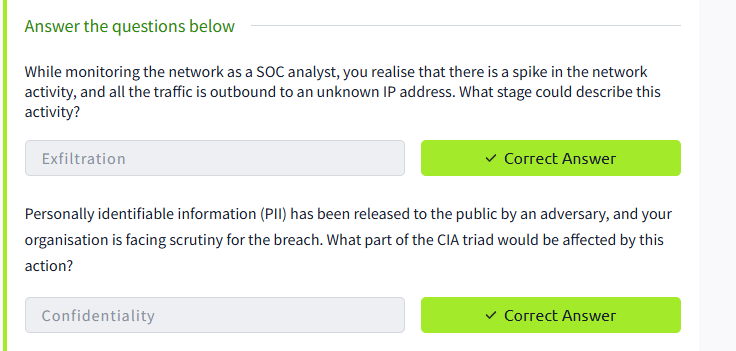 Answer the questions below
While monitoring the network as a SOC analyst, you realise that there is a spike in the network
activity, and all the traffic is outbound to an unknown IP address. What stage could describe this
activity?
Exfiltration
✓ Correct Answer
Personally identifiable information (PII) has been released to the public by an adversary, and your
organisation is facing scrutiny for the breach. What part of the CIA triad would be affected by this
action?
Confidentiality
✓ Correct Answer